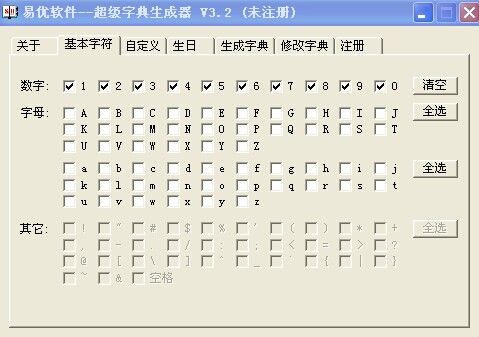 易优软件--超级字典生成器 V3.2 (未注册)
关于 基本字符 自定义 生日 生成字典 修改字典 注册
数字: 1 2 3 4 5 6 7 8 9 0 清空
字母: A B C D E F G H I J 全选
K L M N O P Q R S T
U V W X Y Z
a b c d e f g h i j 全选
k l m n o p q r s t
u v w x y z
其它: ! " # $ % ' ( ) * + 全选
, - . / : ; < = > ?
@ [ \ ] ^ _ ` { | }
~ & 空格